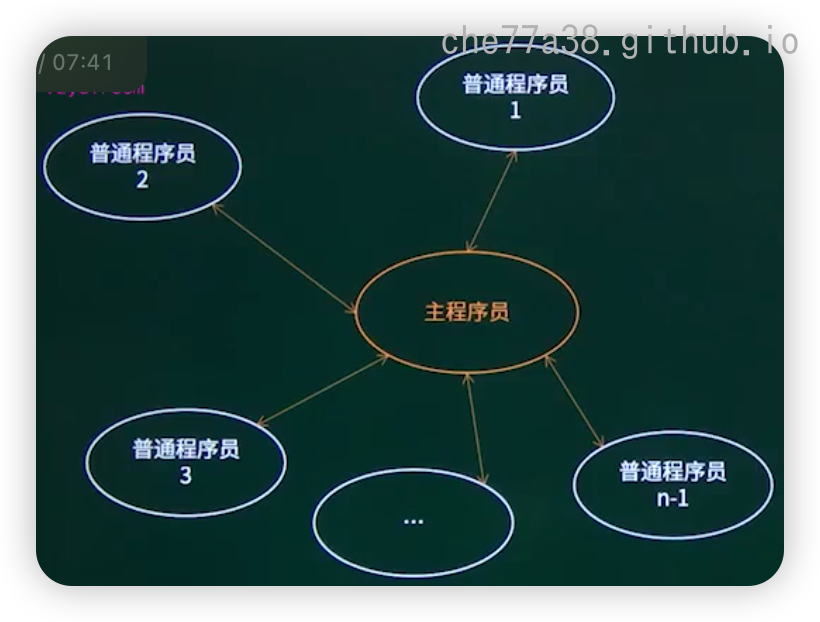 che77a38.github.io
/ 07:41
普通程序员
1
普通程序员
2
主程序员
普通程序员
3
...
普通程序员
n-1